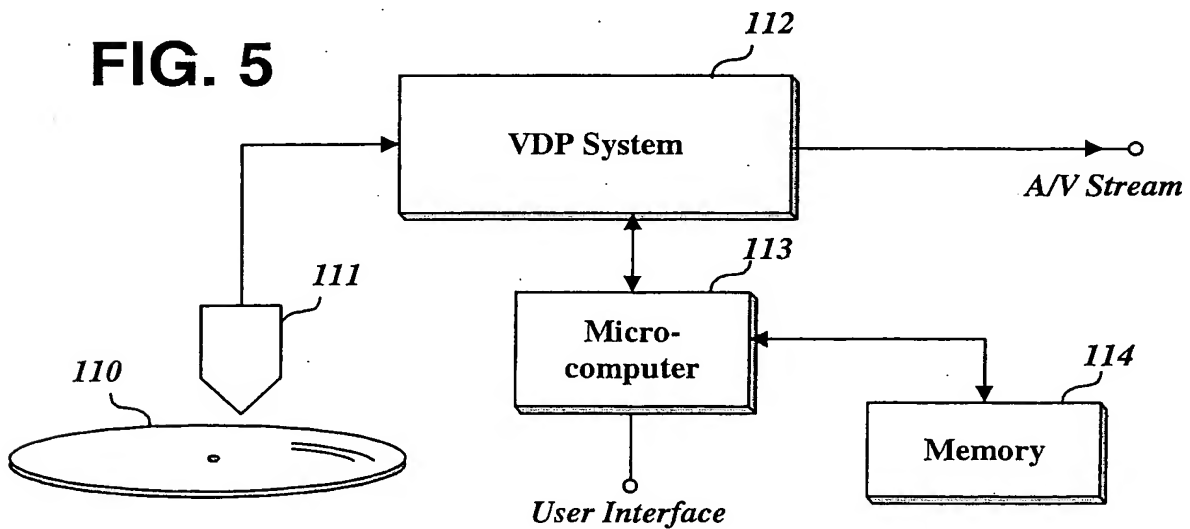 FIG. 5
112
VDP System
A/V Stream
113
111
Micro-
computer
110
114
Memory
User Interface